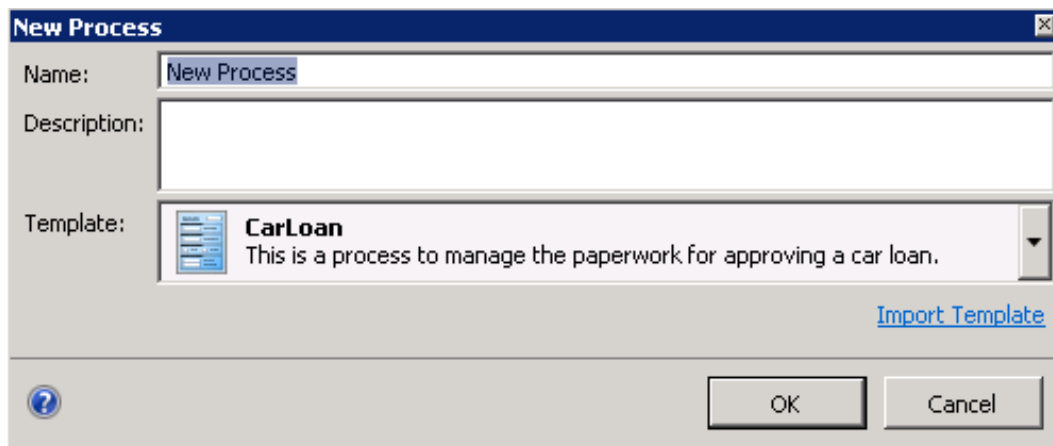 New Process
Name: New Process
Description:
Template: CarLoan
This is a process to manage the paperwork for approving a car loan.
Import Template
? OK Cancel